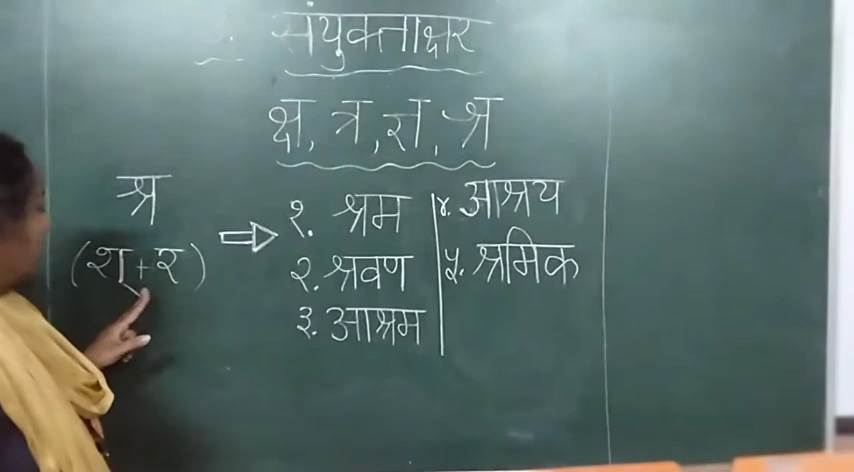 संयुक्ताक्षर
क्ष, त्र, ज्ञ, श्र
श्र
(श्+र)
१. श्रम
२. श्रवण
३. आश्रम
४. आश्रय
५. श्रमिक